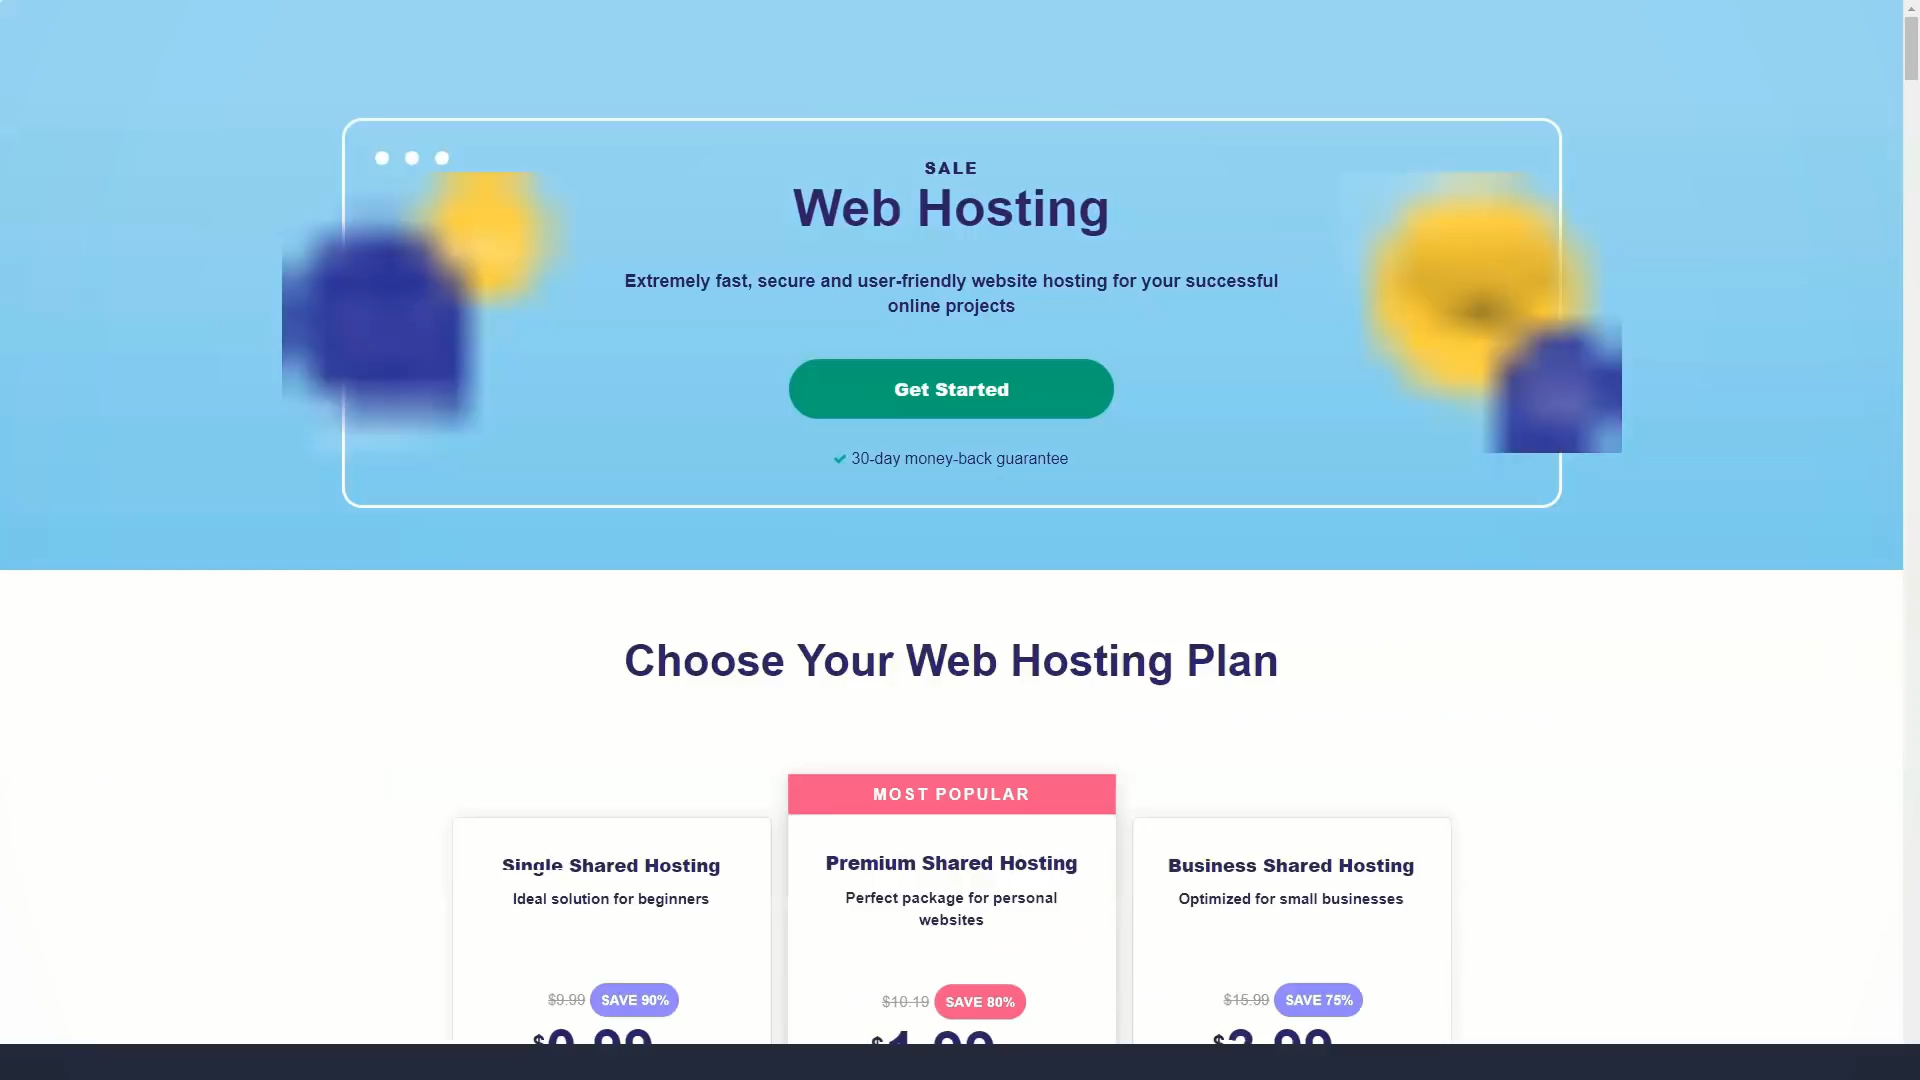 SALE
Web Hosting
Extremely fast, secure and user-friendly website hosting for your successful
online projects
Get Started
30-day money-back guarantee
Choose Your Web Hosting Plan
MOST POPULAR
Single Shared Hosting
Ideal solution for beginners
$9.99 SAVE 90%
Premium Shared Hosting
Perfect package for personal
websites
$10.19 SAVE 80%
Business Shared Hosting
Optimized for small businesses
$15.99 SAVE 75%